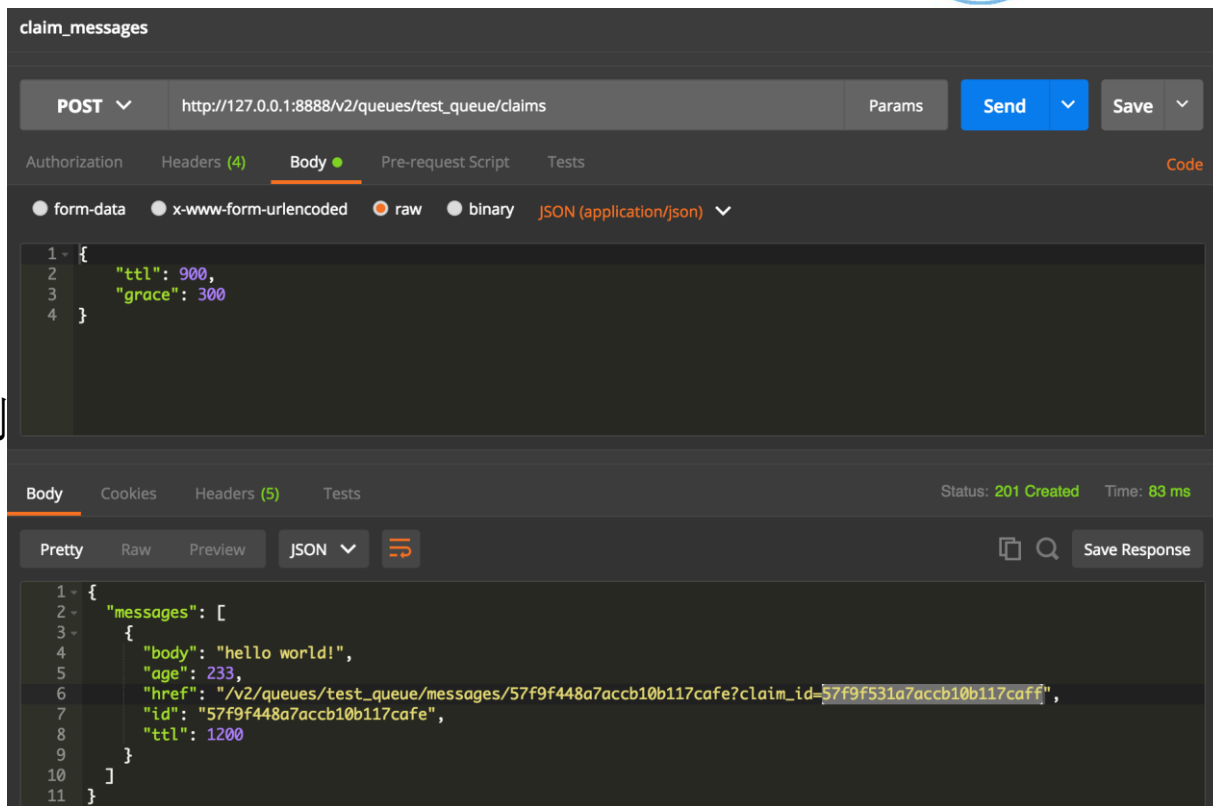 claim_messages
POST http://127.0.0.1:8888/v2/queues/test_queue/claims Params Send Save
Authorization Headers (4) Body Pre-request Script Tests Code
form-data x-www-form-urlencoded raw binary JSON (application/json)
1 {
2 "ttl": 900,
3 "grace": 300
4 }
Body Cookies Headers (5) Tests Status: 201 Created Time: 83 ms
Pretty Raw Preview JSON Save Response
1 {
2 "messages": [
3 {
4 "body": "hello world!",
5 "age": 233,
6 "href": "/v2/queues/test_queue/messages/57f9f448a7accb10b117cafe?claim_id=57f9f531a7accb10b117caff",
7 "id": "57f9f448a7accb10b117cafe",
8 "ttl": 1200
9 }
10 ]
11 }